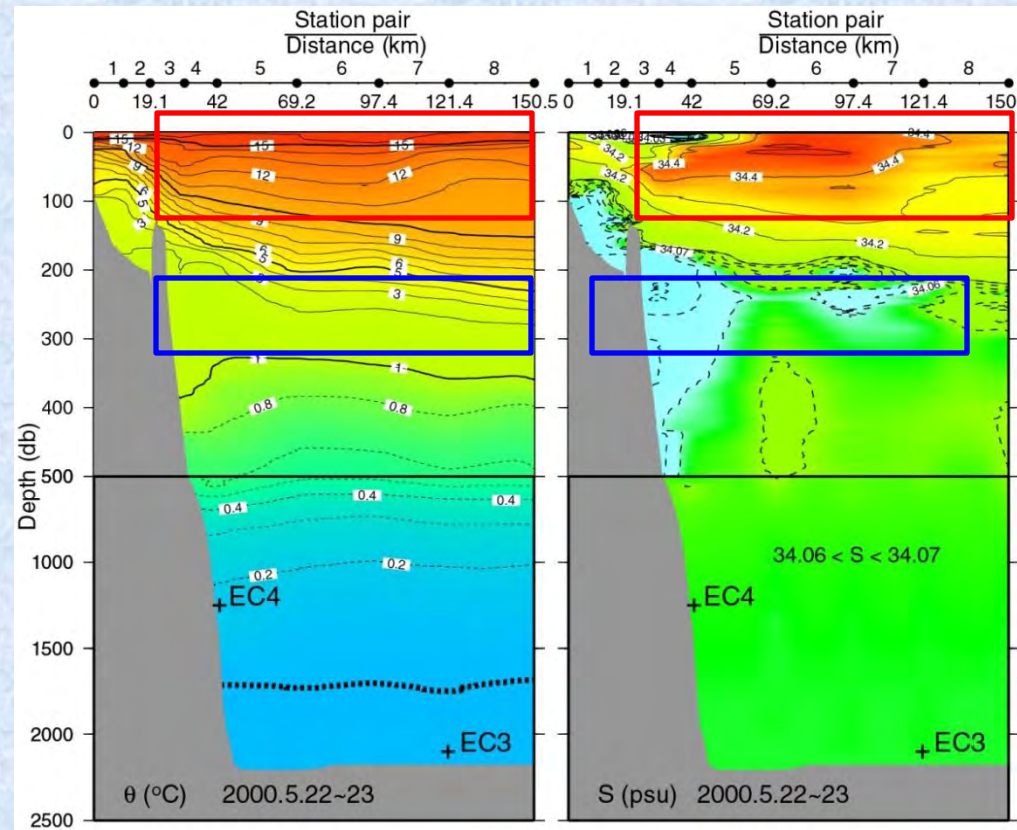 Station pair
Distance (km)
1 2 3 4 5 6 7 8
0 19.1 42 69.2 97.4 121.4 150.5
0
100
200
300
400
500
1000
1500
2000
2500
Depth (db)
15
15
15
12
12
12
9
9
9
6
6
6
5
5
3
3
3
1
1
0.8
0.8
0.4
0.4
0.4
0.2
0.2
EC4
EC3
θ (°C) 2000.5.22~23
Station pair
Distance (km)
1 2 3 4 5 6 7 8
0 19.1 42 69.2 97.4 121.4 150
34.4
34.2
34.4
34.4
34.4
34.2
34.2
34.2
34.07
34.06
34.06 < S < 34.07
EC4
EC3
S (psu) 2000.5.22~23